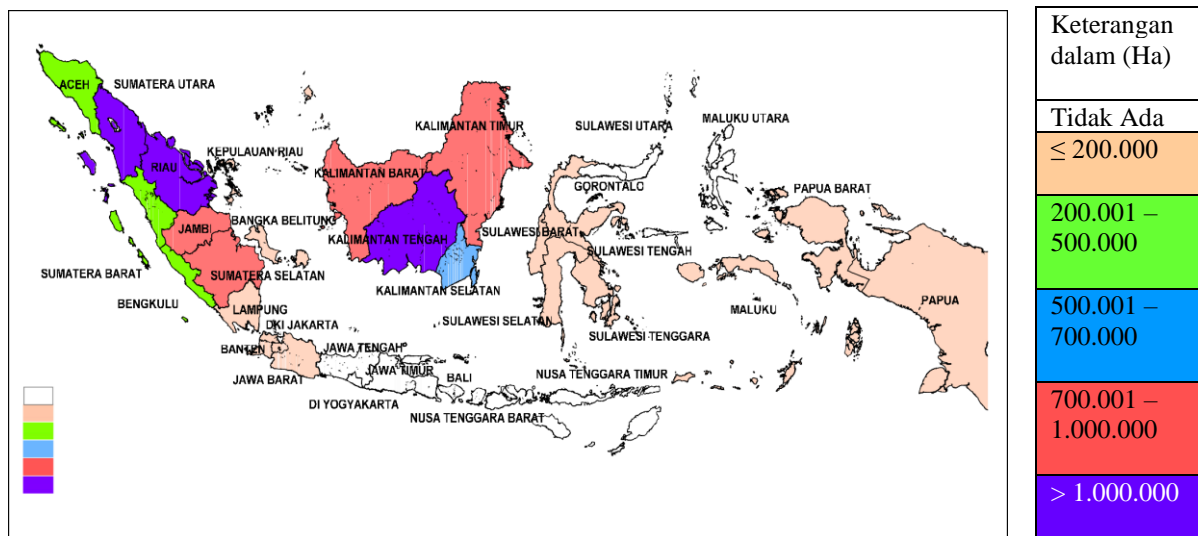 ACEH
SUMATERA UTARA
KEPULAUAN RIAU
RIAU
KALIMANTAN TIMUR
SULAWESI UTARA
MALUKU UTARA
KALIMANTAN BARAT
GORONTALO
PAPUA BARAT
JAMBI
BANGKA BELITUNG
KALIMANTAN TENGAH
SULAWESI BARAT
SULAWESI TENGAH
SUMATERA BARAT
SUMATERA SELATAN
KALIMANTAN SELATAN
BENGKULU
LAMPUNG
SULAWESI SELATAN
MALUKU
PAPUA
DKI JAKARTA
SULAWESI TENGGARA
BANTEN
JAWA TENGAH
JAWA BARAT
JAWA TIMUR
BALI
NUSA TENGGARA TIMUR
DI YOGYAKARTA
NUSA TENGGARA BARAT
Keterangan
dalam (Ha)
Tidak Ada
≤ 200.000
200.001 –
500.000
500.001 –
700.000
700.001 –
1.000.000
> 1.000.000